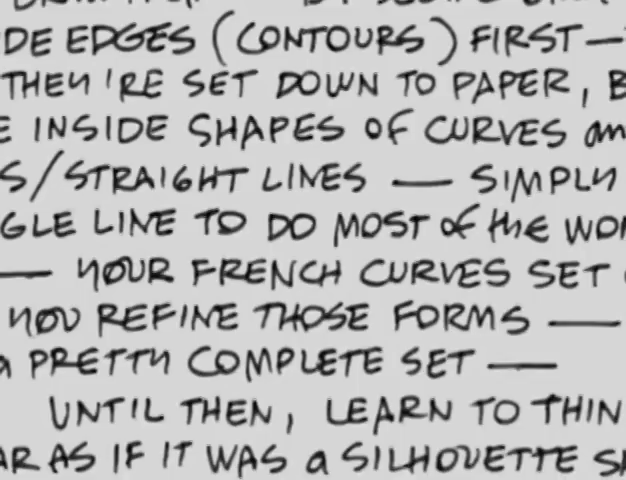 DE EDGES (CONTOURS) FIRST —
THEY'RE SET DOWN TO PAPER, B
E INSIDE SHAPES OF CURVES an
S/STRAIGHT LINES — SIMPLY
GLE LINE TO DO MOST of the WOR
— YOUR FRENCH CURVES SET
YOU REFINE THOSE FORMS —
a PRETTY COMPLETE SET —
UNTIL THEN, LEARN TO THIN
AR AS IF IT WAS a SILHOUETTE S